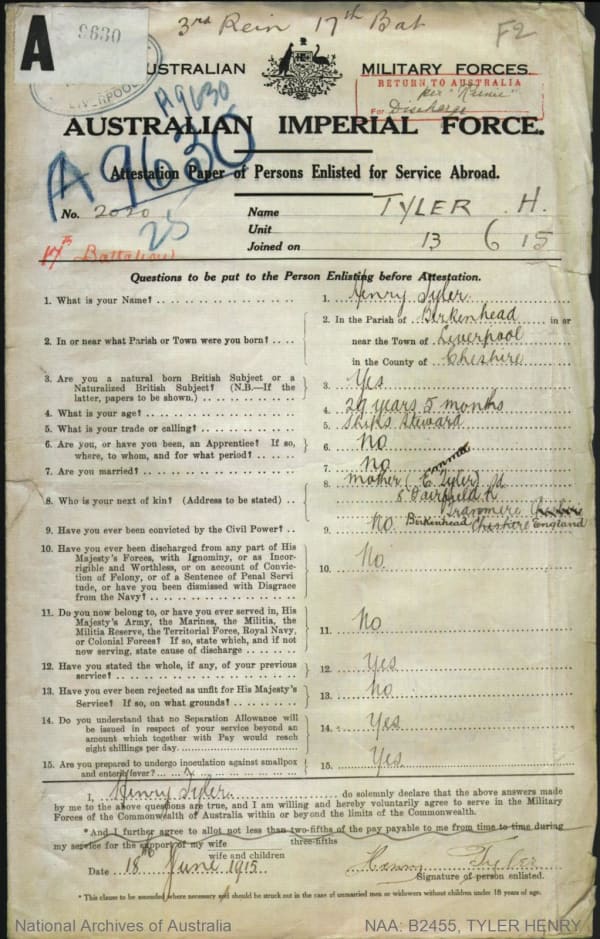 3rd Rein 17th Bat
F2
A
9630
LIVERPOOL
AUSTRALIAN MILITARY FORCES.
RETURN TO AUSTRALIA
per "Karoola"
For Discharge
A9630
AUSTRALIAN IMPERIAL FORCE.
A9630
Attestation Paper of Persons Enlisted for Service Abroad.
No. 2020
25
17th Battalion
Name TYLER . H.
Unit
Joined on 13 6 15
Questions to be put to the Person Enlisting before Attestation.
1. What is your Name?
1. Henry Tyler
2. In or near what Parish or Town were you born?
2. In the Parish of Birkenhead in or
near the Town of Liverpool
in the County of Cheshire
3. Are you a natural born British Subject or a
Naturalized British Subject? (N.B.—If the
latter, papers to be shown.)
3. Yes
4. What is your age?
4. 29 years 5 months
5. What is your trade or calling?
5. Ships Steward
6. Are you, or have you been, an Apprentice? If so,
where, to whom, and for what period?
6. No
7. Are you married?
7. No
8. Who is your next of kin? (Address to be stated)
8. mother (E. Tyler)
8 Fairfield
Tranmere Cheshire
Birkenhead Cheshire England
9. Have you ever been convicted by the Civil Power?
9. No
10. Have you ever been discharged from any part of His
Majesty's Forces, with Ignominy, or as Incor-
rigible and Worthless, or on account of Convic-
tion of Felony, or of a Sentence of Penal Servi-
tude, or have you been dismissed with Disgrace
from the Navy?
10. No
11. Do you now belong to, or have you ever served in, His
Majesty's Army, the Marines, the Militia, the
Militia Reserve, the Territorial Force, Royal Navy,
or Colonial Forces? If so, state which, and if not
now serving, state cause of discharge
11. No
12. Have you stated the whole, if any, of your previous
service?
12. Yes
13. Have you ever been rejected as unfit for His Majesty's
Service? If so, on what grounds?
13. No
14. Do you understand that no Separation Allowance will
be issued in respect of your service beyond an
amount which together with Pay would reach
eight shillings per day.
14. Yes
15. Are you prepared to undergo inoculation against smallpox
and enteric fever?
15. Yes
I, Henry Tyler do solemnly declare that the above answers made
by me to the above questions are true, and I am willing and hereby voluntarily agree to serve in the Military
Forces of the Commonwealth of Australia within or beyond the limits of the Commonwealth.
*And I further agree to allot not less than two-fifths of the pay payable to me from time to time during
three-fifths
my service for the support of my wife
wife and children
Date 18th June 1915
Henry Tyler
Signature of person enlisted.
* This clause to be amended where necessary and should be struck out in the case of unmarried men or widowers without children under 18 years of age.
National Archives of Australia
NAA: B2455, TYLER HENRY